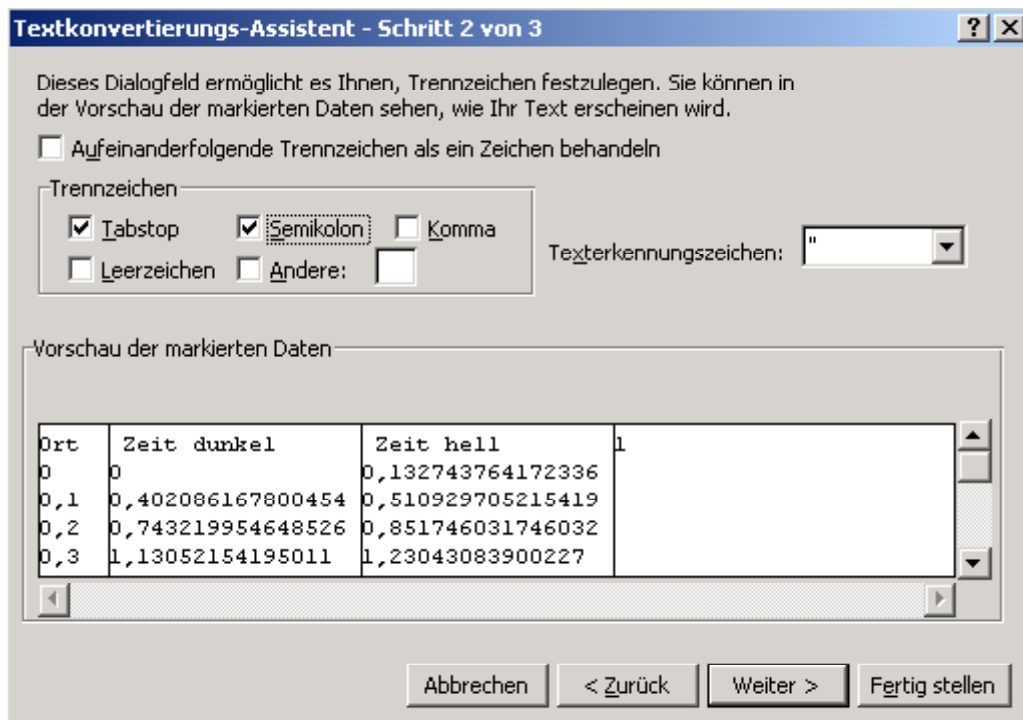 Textkonvertierungs-Assistent - Schritt 2 von 3
Dieses Dialogfeld ermöglicht es Ihnen, Trennzeichen festzulegen. Sie können in
der Vorschau der markierten Daten sehen, wie Ihr Text erscheinen wird.
Aufeinanderfolgende Trennzeichen als ein Zeichen behandeln
Trennzeichen
Tabstop Semikolon Komma
Leerzeichen Andere:
Texterkennungszeichen: "
Vorschau der markierten Daten
Ort Zeit dunkel Zeit hell l
0 0 0,132743764172336
0,1 0,402086167800454 0,510929705215419
0,2 0,743219954648526 0,851746031746032
0,3 1,13052154195011 1,23043083900227
Abbrechen < Zurück Weiter > Fertig stellen